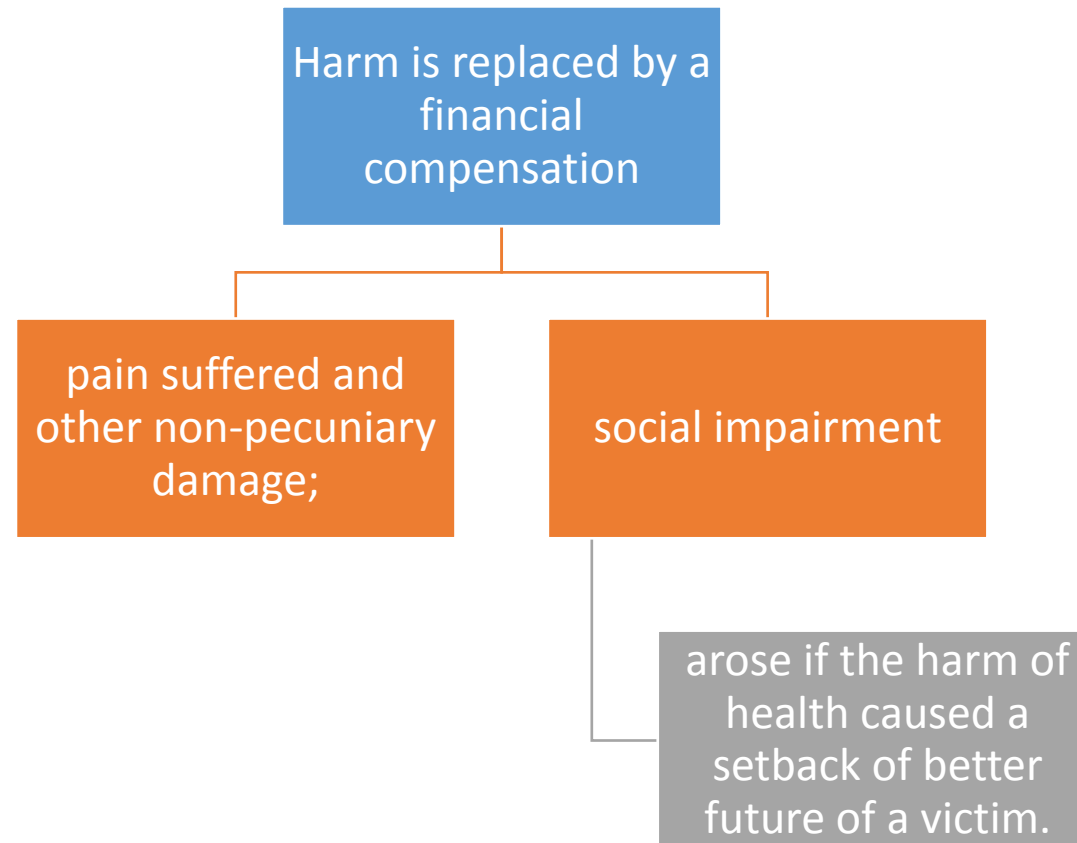 Harm is replaced by a
financial
compensation
pain suffered and
other non-pecuniary
damage;
social impairment
arose if the harm of
health caused a
setback of better
future of a victim.